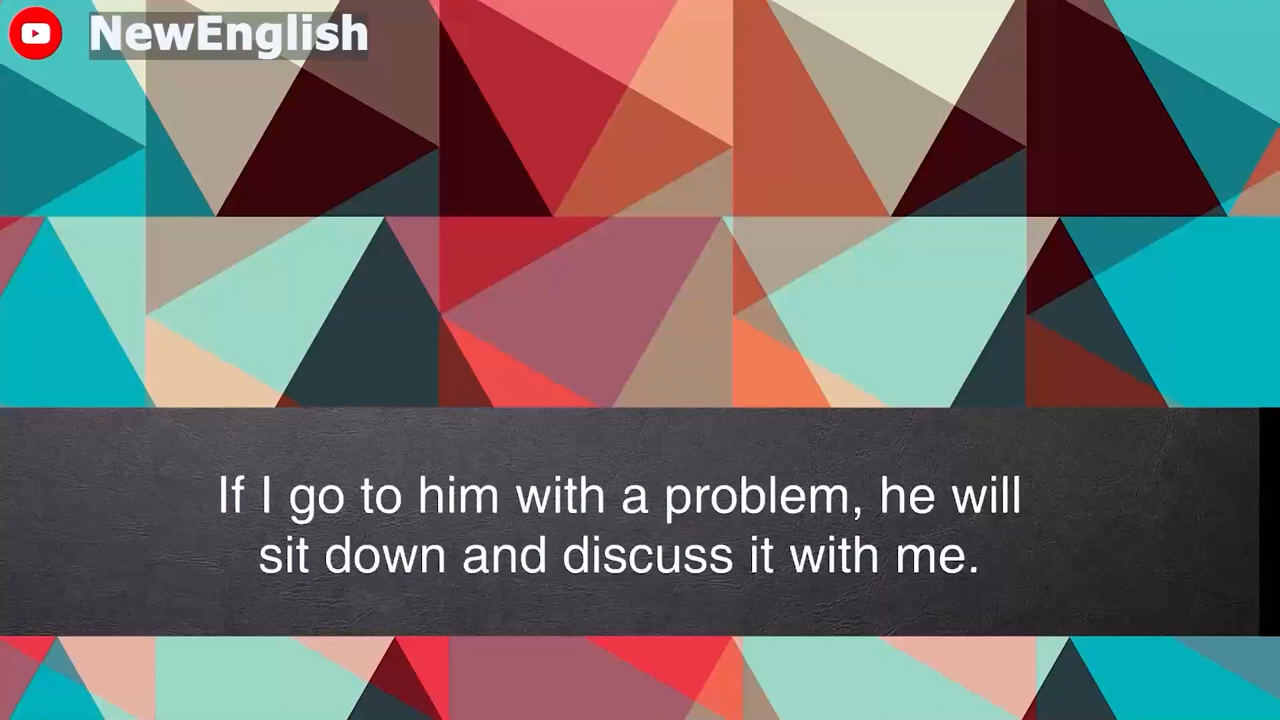 NewEnglish
If I go to him with a problem, he will
sit down and discuss it with me.